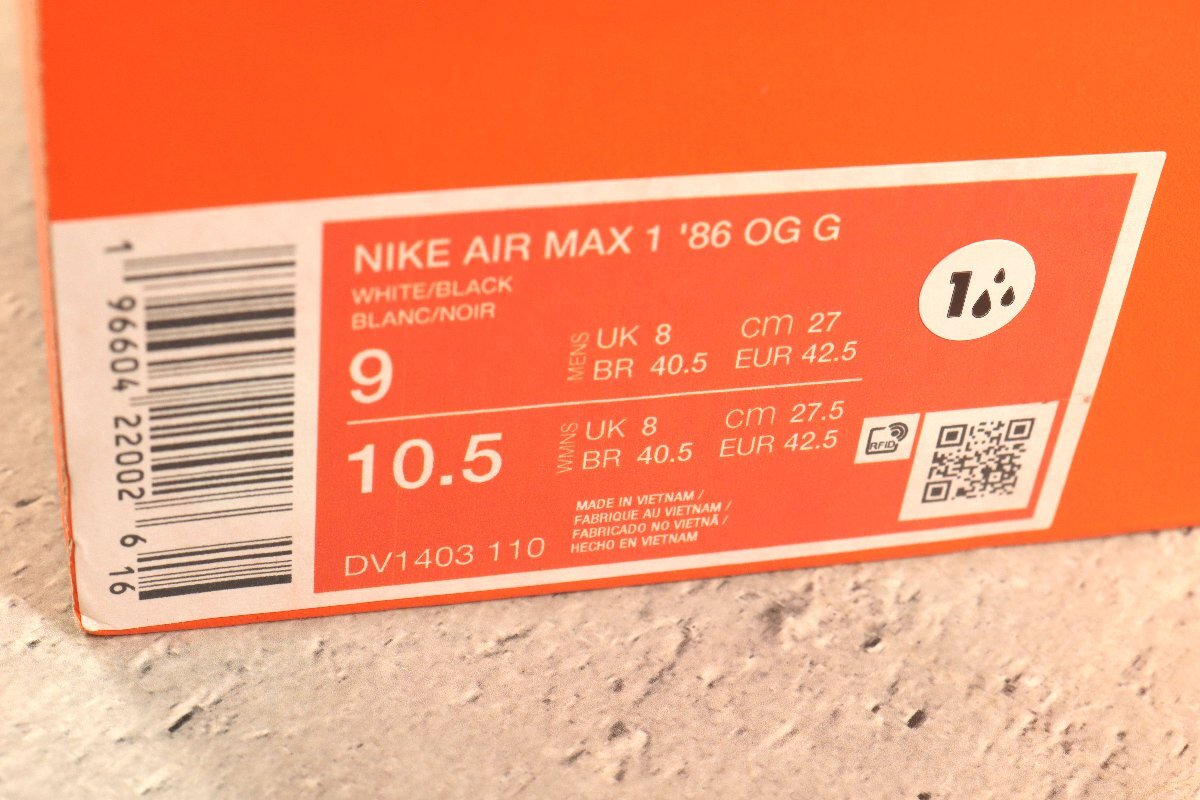 1 96604 22002 6 16
NIKE AIR MAX 1 '86 OG G
WHITE/BLACK
BLANC/NOIR
9
MENS
UK 8 cm 27
BR 40.5 EUR 42.5
10.5
WMNS
UK 8 cm 27.5
BR 40.5 EUR 42.5
RFID
MADE IN VIETNAM /
FABRIQUE AU VIETNAM /
FABRICADO NO VIETNÃ /
HECHO EN VIETNAM
DV1403 110
1